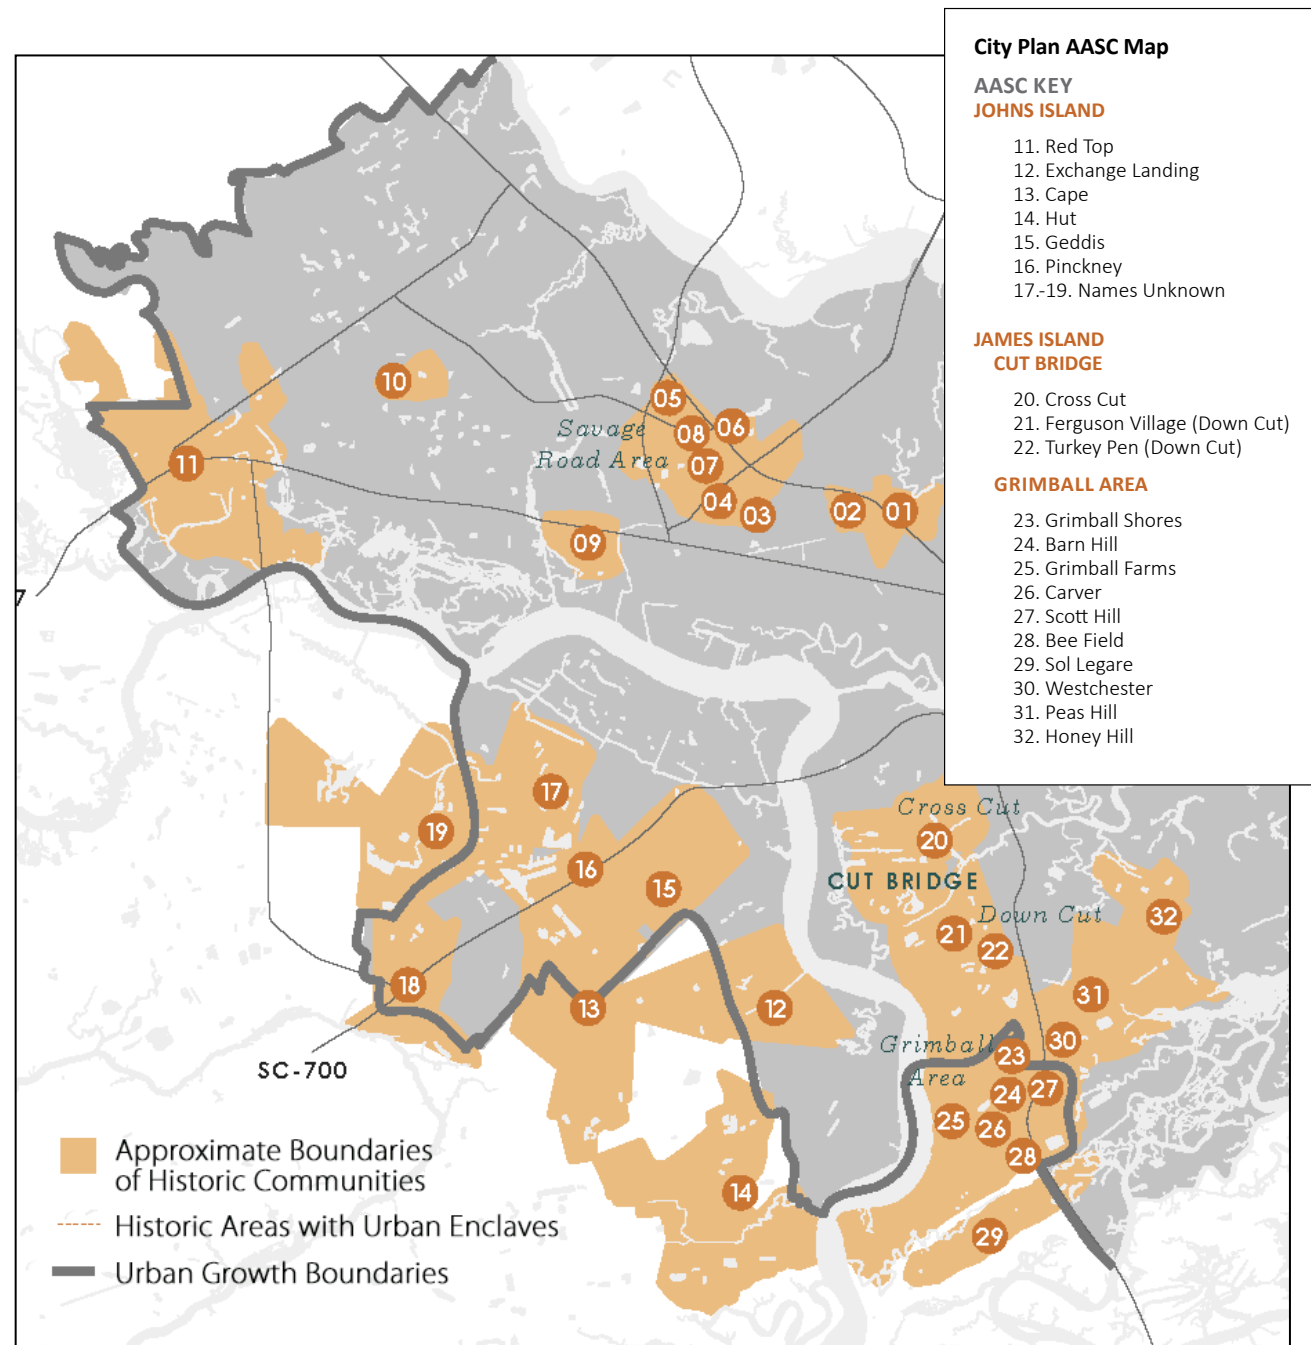 City Plan AASC Map
AASC KEY
JOHNS ISLAND
11. Red Top
12. Exchange Landing
13. Cape
14. Hut
15. Geddis
16. Pinckney
17.-19. Names Unknown
JAMES ISLAND
CUT BRIDGE
20. Cross Cut
21. Ferguson Village (Down Cut)
22. Turkey Pen (Down Cut)
GRIMBALL AREA
23. Grimball Shores
24. Barn Hill
25. Grimball Farms
26. Carver
27. Scott Hill
28. Bee Field
29. Sol Legare
30. Westchester
31. Peas Hill
32. Honey Hill
10
05
Savage
08
06
Road Area
07
11
04
03
02
01
09
7
17
19
16
15
18
13
12
SC-700
14
Cross Cut
20
CUT BRIDGE
Down Cut
21
22
32
31
Grimball
Area
30
23
24
27
25
26
28
29
Approximate Boundaries
of Historic Communities
Historic Areas with Urban Enclaves
Urban Growth Boundaries